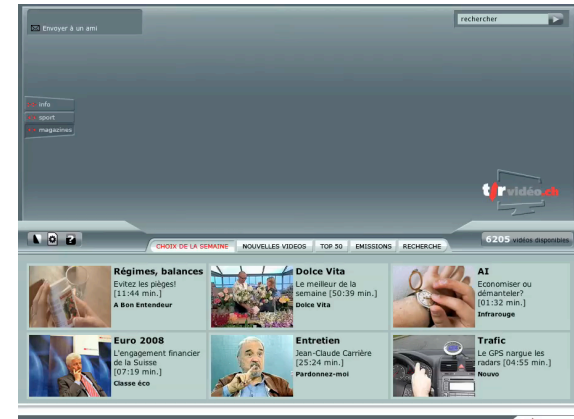 Envoyer à un ami
rechercher
info
sport
magazines
tsrvidéo.ch
6205 vidéos disponibles.
CHOIX DE LA SEMAINE NOUVELLES VIDEOS TOP 50 EMISSIONS RECHERCHE
Régimes, balances
Evitez les pièges!
[11:44 min.]
A Bon Entendeur
Dolce Vita
Le meilleur de la
semaine [50:39 min.]
Dolce Vita
AI
Economiser ou
démanteler?
[01:32 min.]
Infrarouge
Euro 2008
L'engagement financier
de la Suisse
[07:19 min.]
Classe éco
Entretien
Jean-Claude Carrière
[25:24 min.]
Pardonnez-moi
Trafic
Le GPS nargue les
radars [04:55 min.]
Nouvo